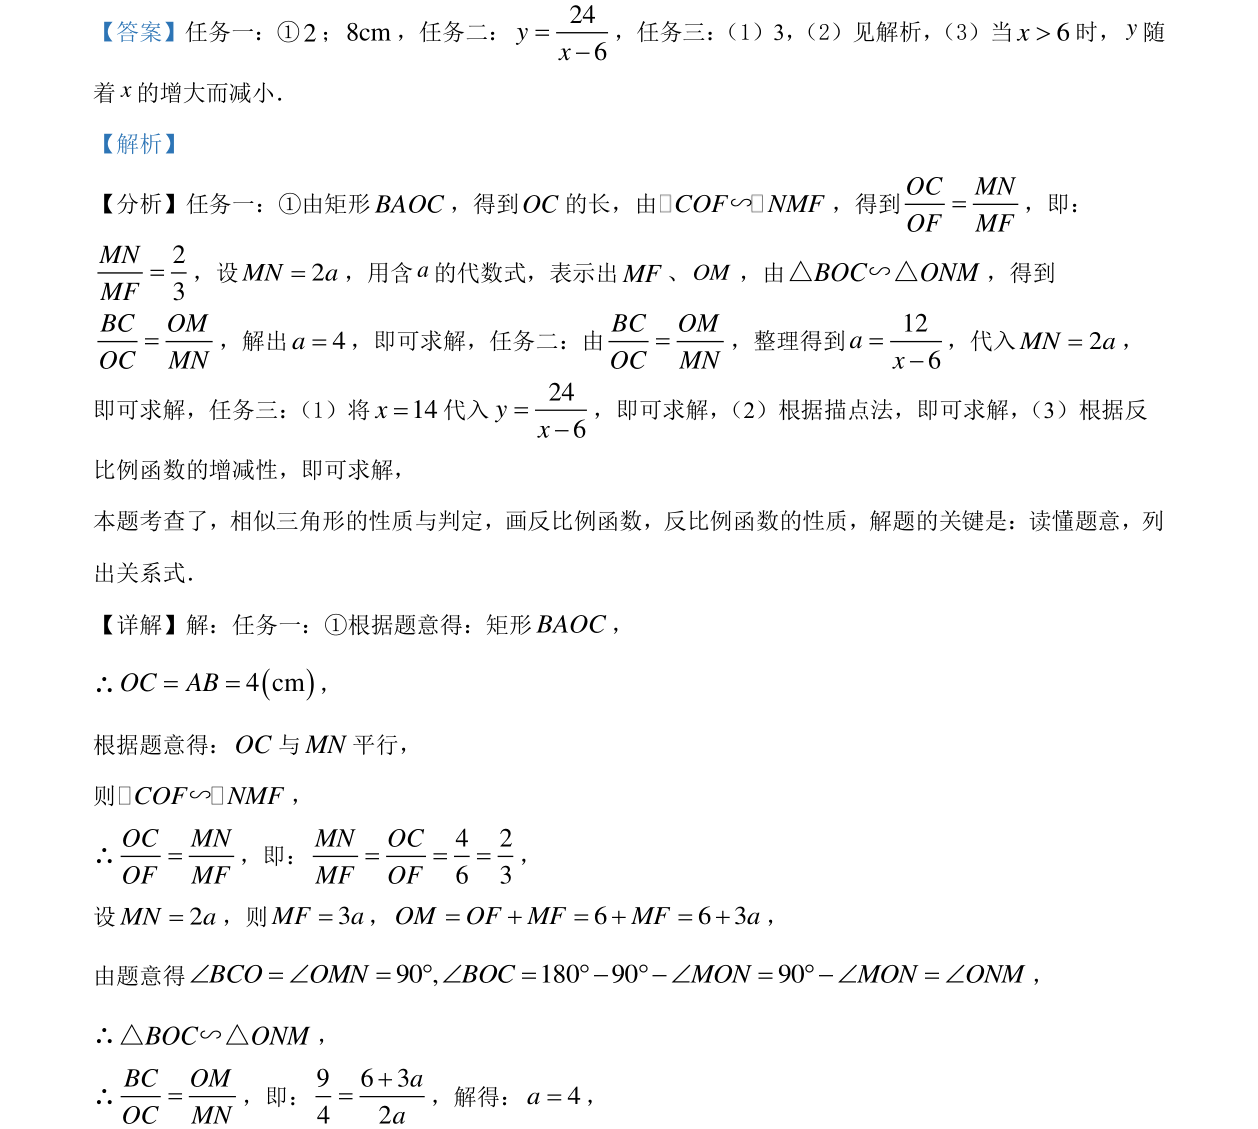 【答案】任务一：①2；8cm，任务二：y=24/(x−6)，任务三：（1）3，（2）见解析，（3）当x>6时，y随
着x的增大而减小．
【解析】
【分析】任务一：①由矩形BAOC，得到OC的长，由□COF∽□NMF，得到OC/OF=MN/MF，即：
MN/MF=2/3，设MN=2a，用含a的代数式，表示出MF、OM，由△BOC∽△ONM，得到
BC/OC=OM/MN，解出a=4，即可求解，任务二：由BC/OC=OM/MN，整理得到a=12/(x−6)，代入MN=2a，
即可求解，任务三：（1）将x=14代入y=24/(x−6)，即可求解，（2）根据描点法，即可求解，（3）根据反
比例函数的增减性，即可求解，
本题考查了，相似三角形的性质与判定，画反比例函数，反比例函数的性质，解题的关键是：读懂题意，列
出关系式．
【详解】解：任务一：①根据题意得：矩形BAOC，
∴OC=AB=4(cm)，
根据题意得：OC与MN平行，
则□COF∽□NMF，
∴OC/OF=MN/MF，即：MN/MF=OC/OF=4/6=2/3，
设MN=2a，则MF=3a，OM=OF+MF=6+MF=6+3a，
由题意得∠BCO=∠OMN=90°,∠BOC=180°−90°−∠MON=90°−∠MON=∠ONM，
∴△BOC∽△ONM，
∴BC/OC=OM/MN，即：9/4=(6+3a)/2a，解得：a=4，